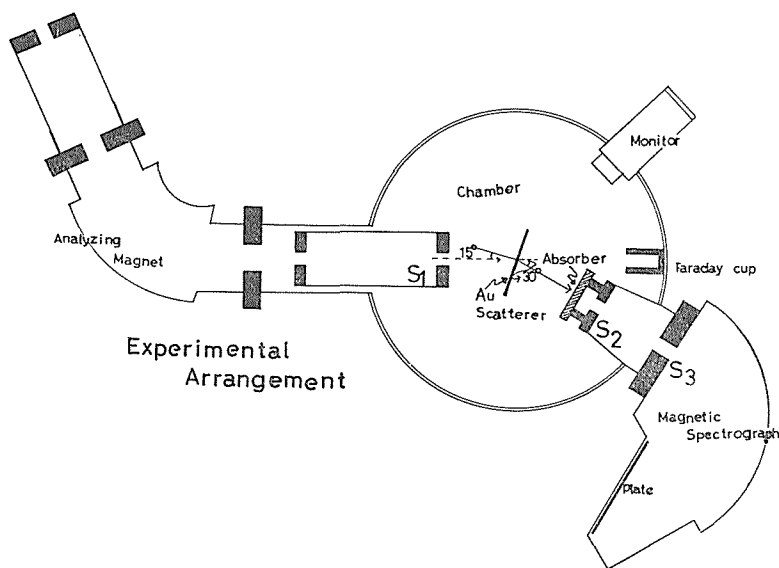 Monitor
Chamber
Analyzing
Magnet
15°
Absorber
30°
Faraday cup
S1
Au
Scatterer
S2
Experimental
Arrangement
S3
Magnetic
Spectrograph
Plate